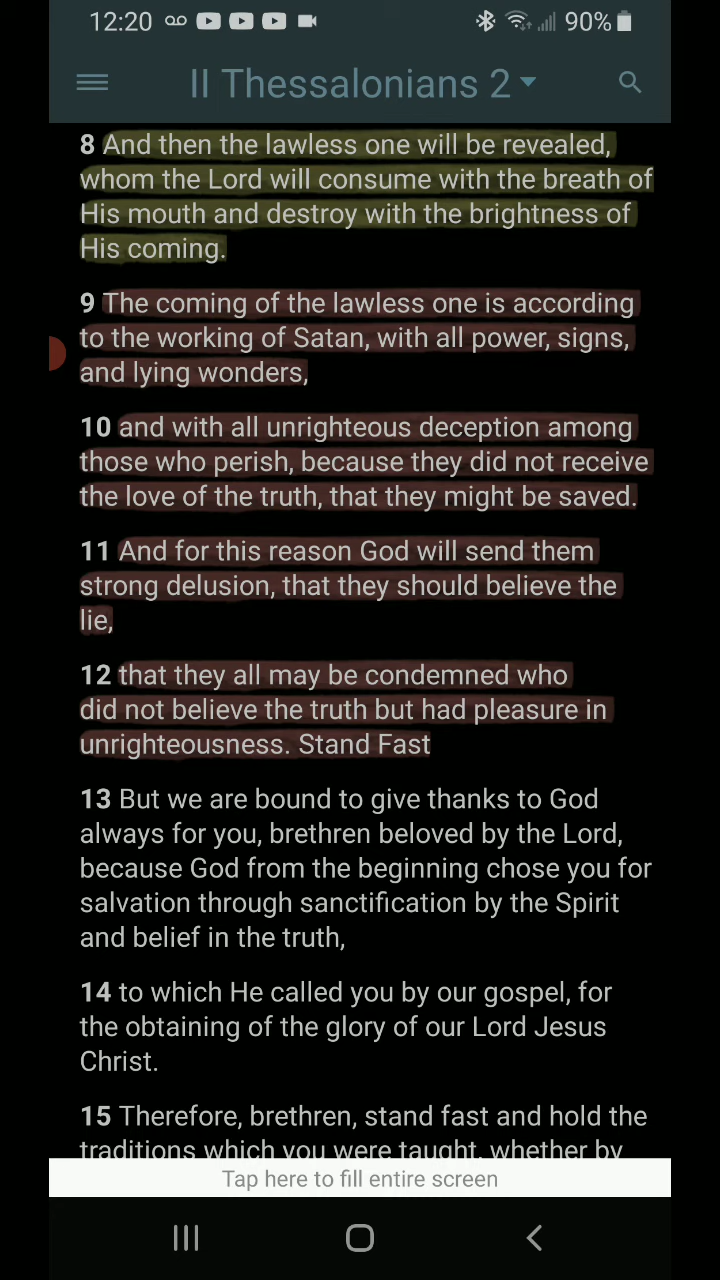 12:20 90%
II Thessalonians 2
8 And then the lawless one will be revealed,
whom the Lord will consume with the breath of
His mouth and destroy with the brightness of
His coming.
9 The coming of the lawless one is according
to the working of Satan, with all power, signs,
and lying wonders,
10 and with all unrighteous deception among
those who perish, because they did not receive
the love of the truth, that they might be saved.
11 And for this reason God will send them
strong delusion, that they should believe the
lie,
12 that they all may be condemned who
did not believe the truth but had pleasure in
unrighteousness. Stand Fast
13 But we are bound to give thanks to God
always for you, brethren beloved by the Lord,
because God from the beginning chose you for
salvation through sanctification by the Spirit
and belief in the truth,
14 to which He called you by our gospel, for
the obtaining of the glory of our Lord Jesus
Christ.
15 Therefore, brethren, stand fast and hold the
traditions which you were taught, whether by
Tap here to fill entire screen